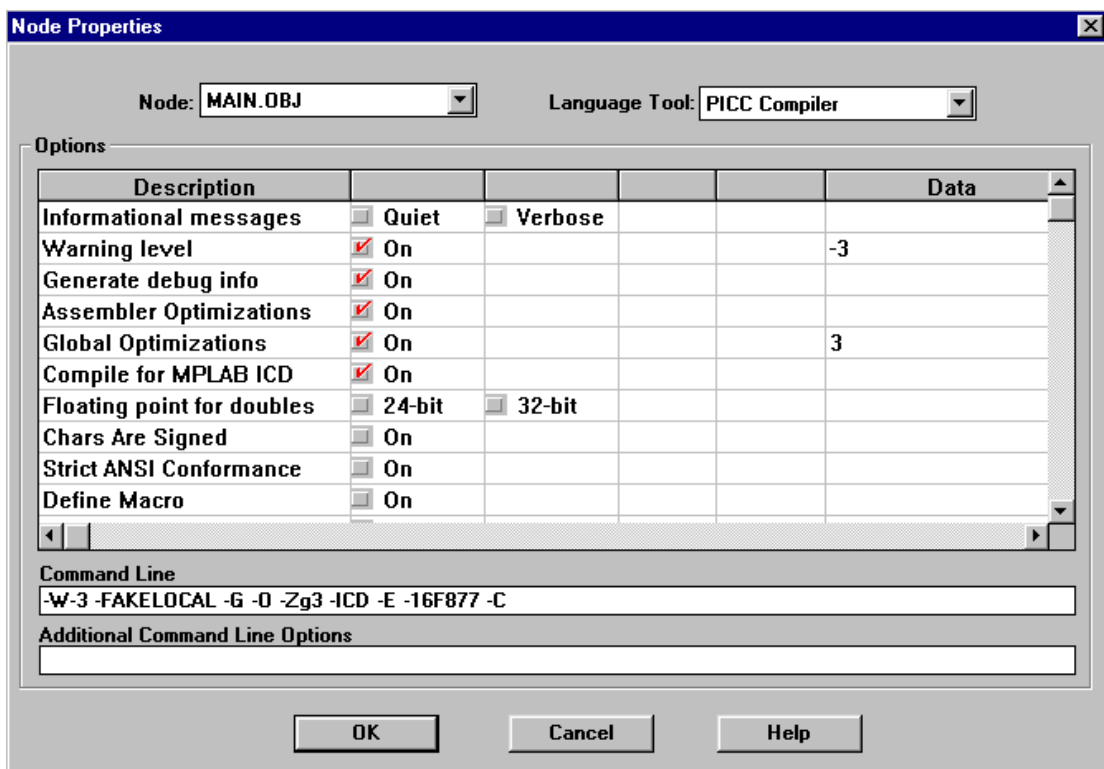 Node Properties
Node: MAIN.OBJ Language Tool: PICC Compiler
Options
Description Data
Informational messages Quiet Verbose
Warning level On -3
Generate debug info On
Assembler Optimizations On
Global Optimizations On 3
Compile for MPLAB ICD On
Floating point for doubles 24-bit 32-bit
Chars Are Signed On
Strict ANSI Conformance On
Define Macro On
Command Line
-W-3 -FAKELOCAL -G -O -Zg3 -ICD -E -16F877 -C
Additional Command Line Options
OK Cancel Help